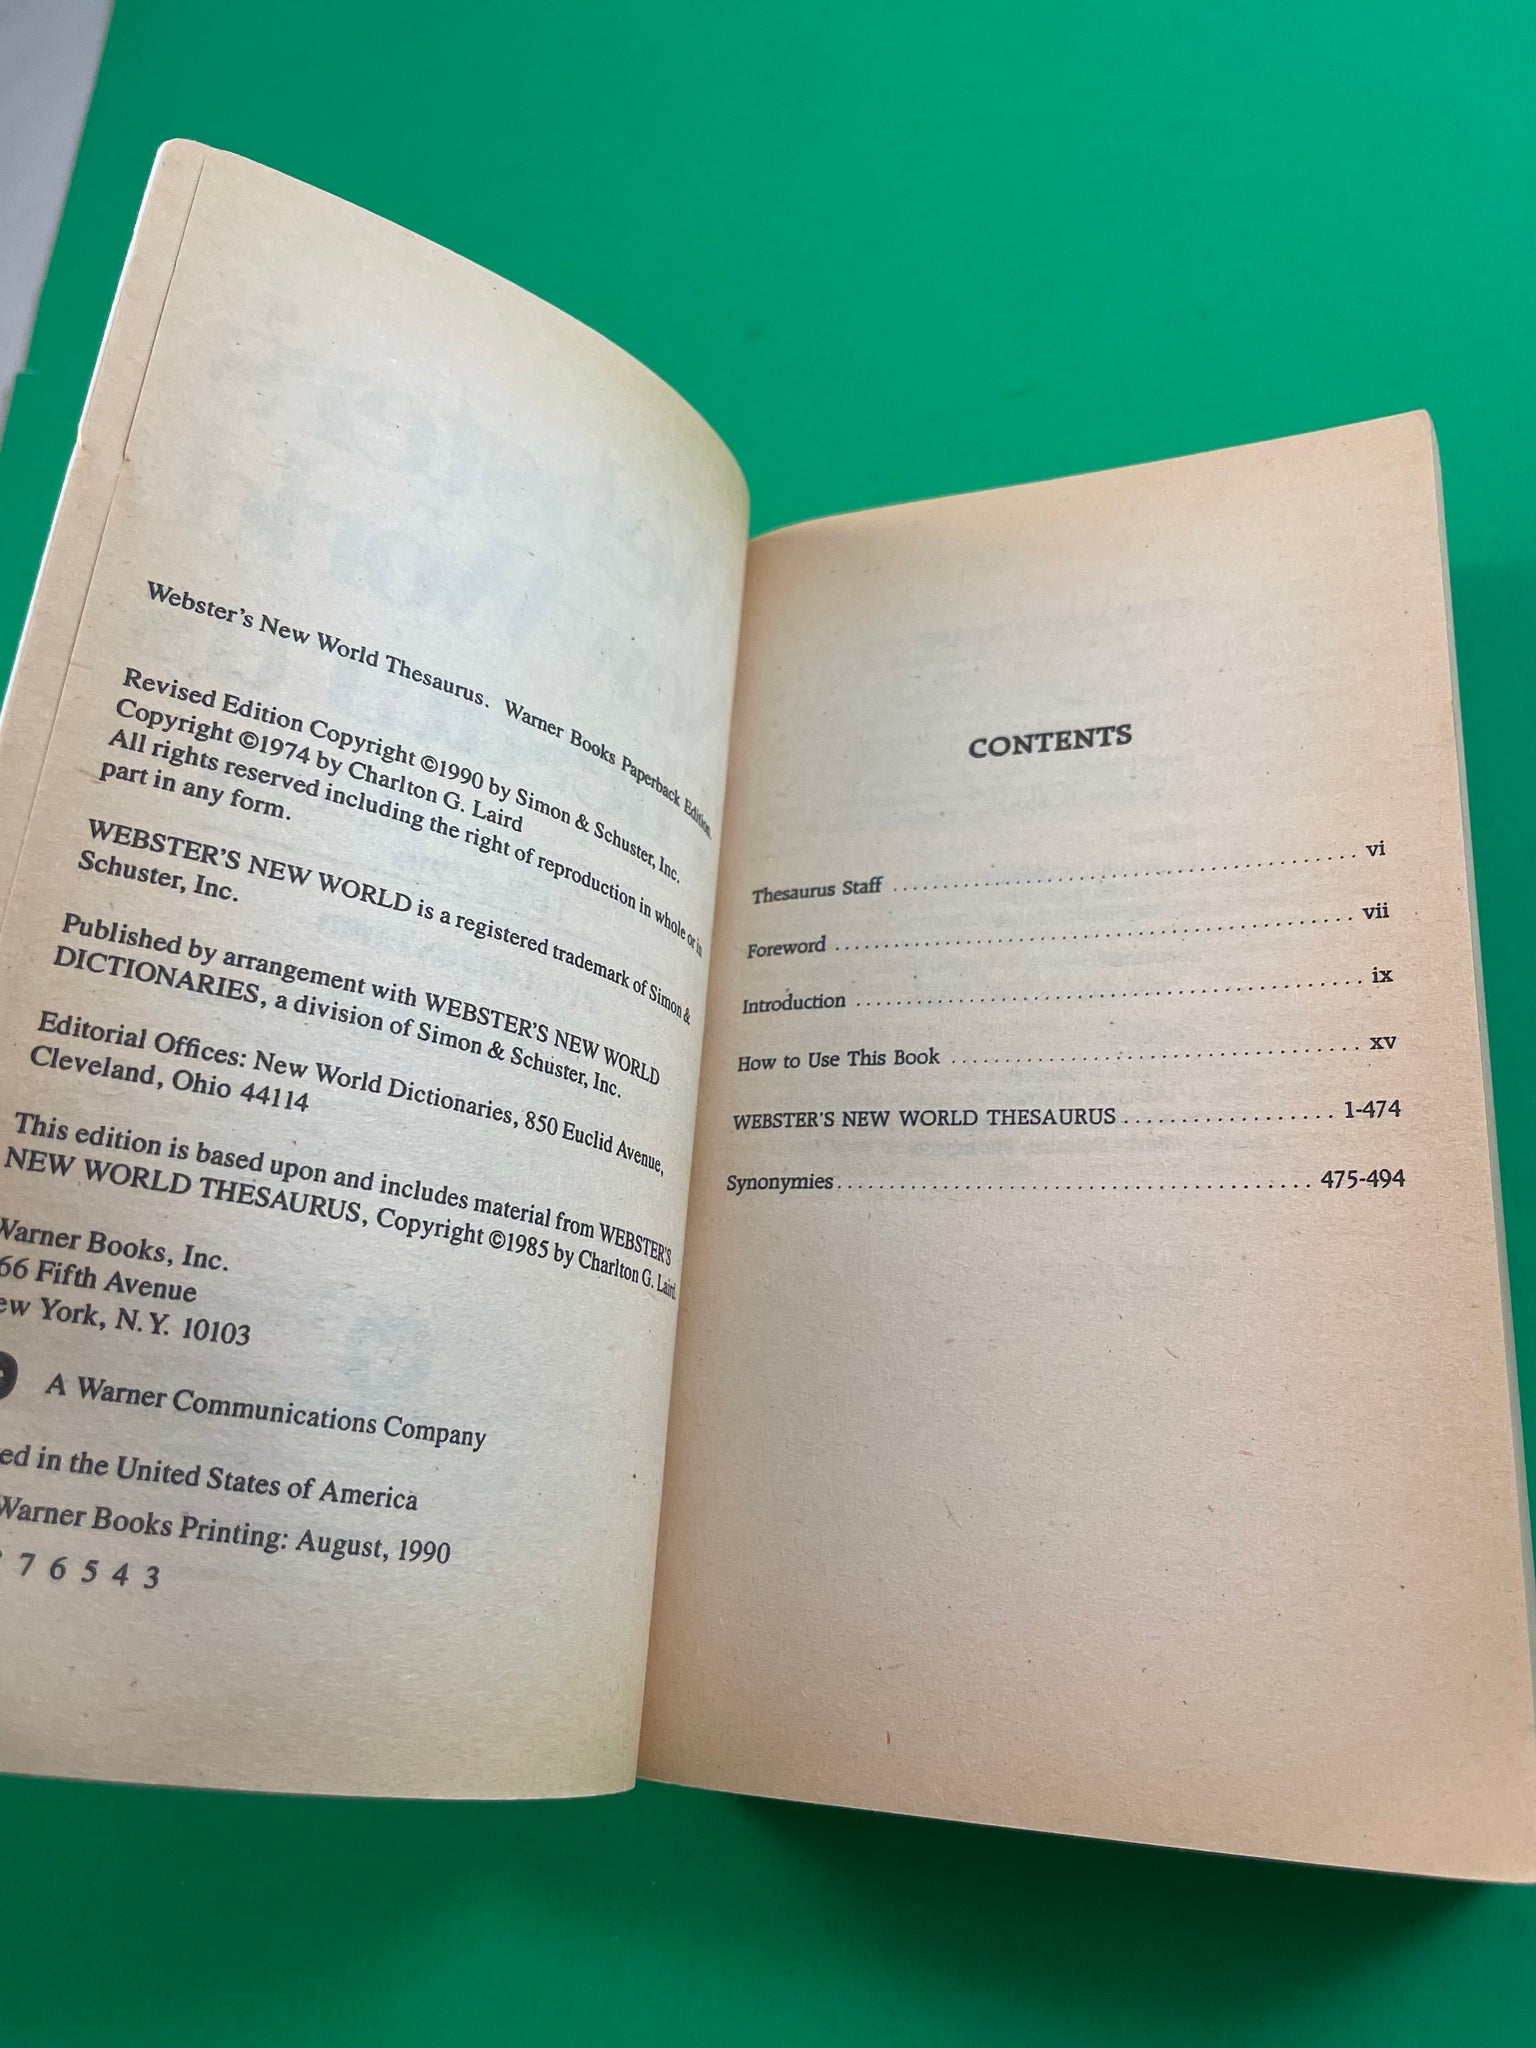 Webster's New World Thesaurus. Warner Books Paperback Edition.
Revised Edition Copyright ©1990 by Simon & Schuster, Inc.
Copyright ©1974 by Charlton G. Laird
All rights reserved including the right of reproduction in whole or in
part in any form.
WEBSTER'S NEW WORLD is a registered trademark of Simon &
Schuster, Inc.
Published by arrangement with WEBSTER'S NEW WORLD
DICTIONARIES, a division of Simon & Schuster, Inc.
Editorial Offices: New World Dictionaries, 850 Euclid Avenue,
Cleveland, Ohio 44114
This edition is based upon and includes material from WEBSTER'S
NEW WORLD THESAURUS, Copyright ©1985 by Charlton G. Laird.
Warner Books, Inc.
66 Fifth Avenue
ew York, N.Y. 10103
A Warner Communications Company
ed in the United States of America
Warner Books Printing: August, 1990
7 6 5 4 3
CONTENTS
Thesaurus Staff ........................................ vi
Foreword ........................................ vii
Introduction ........................................ ix
How to Use This Book ........................................ xv
WEBSTER'S NEW WORLD THESAURUS ................ 1-474
Synonymies ........................................ 475-494